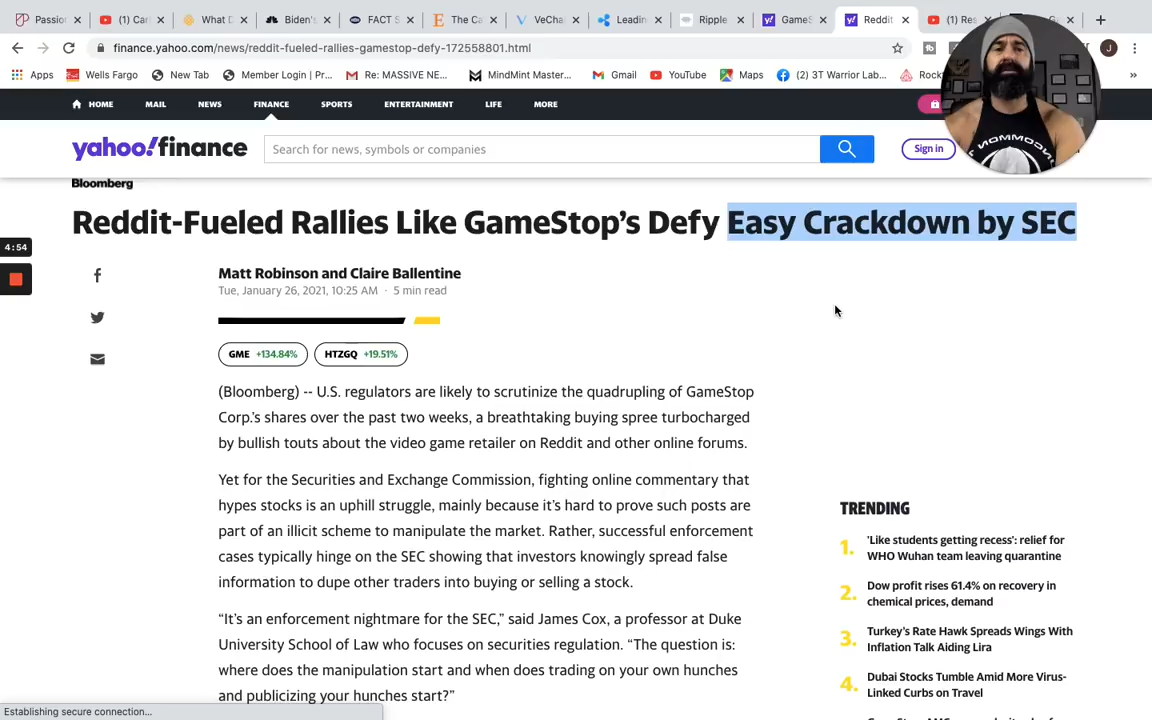 Passio
(1) Car
What D
Biden's
FACT S
The Ca
VeChai
Leadin
Ripple
GameS
Reddit
(1) Res
finance.yahoo.com/news/reddit-fueled-rallies-gamestop-defy-172558801.html
J
Apps
Wells Fargo
New Tab
Member Login | Pr...
Re: MASSIVE NE...
MindMint Master...
Gmail
YouTube
Maps
(2) 3T Warrior Lab...
Rock
HOME
MAIL
NEWS
FINANCE
SPORTS
ENTERTAINMENT
LIFE
MORE
yahoo!finance
Search for news, symbols or companies
Sign in
Bloomberg
Reddit-Fueled Rallies Like GameStop's Defy Easy Crackdown by SEC
4:54
Matt Robinson and Claire Ballentine
Tue, January 26, 2021, 10:25 AM · 5 min read
GME +134.84%
HTZGQ +19.51%
(Bloomberg) -- U.S. regulators are likely to scrutinize the quadrupling of GameStop
Corp.'s shares over the past two weeks, a breathtaking buying spree turbocharged
by bullish touts about the video game retailer on Reddit and other online forums.
Yet for the Securities and Exchange Commission, fighting online commentary that
hypes stocks is an uphill struggle, mainly because it's hard to prove such posts are
part of an illicit scheme to manipulate the market. Rather, successful enforcement
cases typically hinge on the SEC showing that investors knowingly spread false
information to dupe other traders into buying or selling a stock.
“It's an enforcement nightmare for the SEC,” said James Cox, a professor at Duke
University School of Law who focuses on securities regulation. “The question is:
where does the manipulation start and when does trading on your own hunches
and publicizing your hunches start?”
TRENDING
1. 'Like students getting recess': relief for
WHO Wuhan team leaving quarantine
2. Dow profit rises 61.4% on recovery in
chemical prices, demand
3. Turkey's Rate Hawk Spreads Wings With
Inflation Talk Aiding Lira
4. Dubai Stocks Tumble Amid More Virus-
Linked Curbs on Travel
Establishing secure connection...